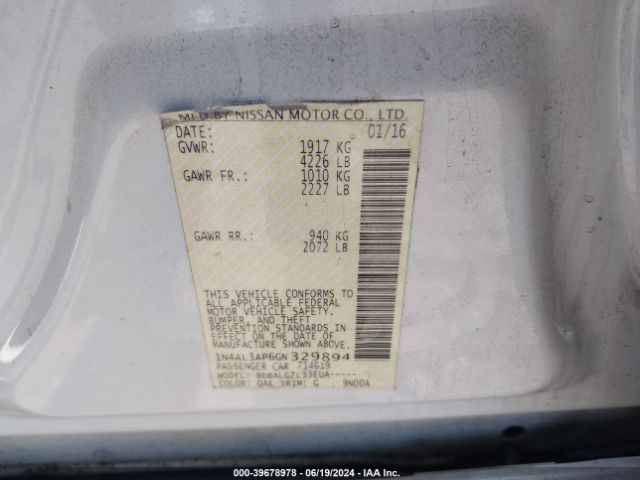 MFD BY NISSAN MOTOR CO., LTD.
DATE: 01/16
GVWR: 1917 KG
4226 LB
GAWR FR.: 1010 KG
2227 LB
GAWR RR.: 940 KG
2072 LB
THIS VEHICLE CONFORMS TO
ALL APPLICABLE FEDERAL
MOTOR VEHICLE SAFETY,
BUMPER, AND THEFT
PREVENTION STANDARDS
IN EFFECT ON THE DATE OF
MANUFACTURE SHOWN ABOVE.
1N4AL3AP6GN329894
PASSENGER CAR 714619
MODEL:
COLOR: QAK TRIM: G 9N00A
000-39678978 - 06/19/2024 - IAA Inc.